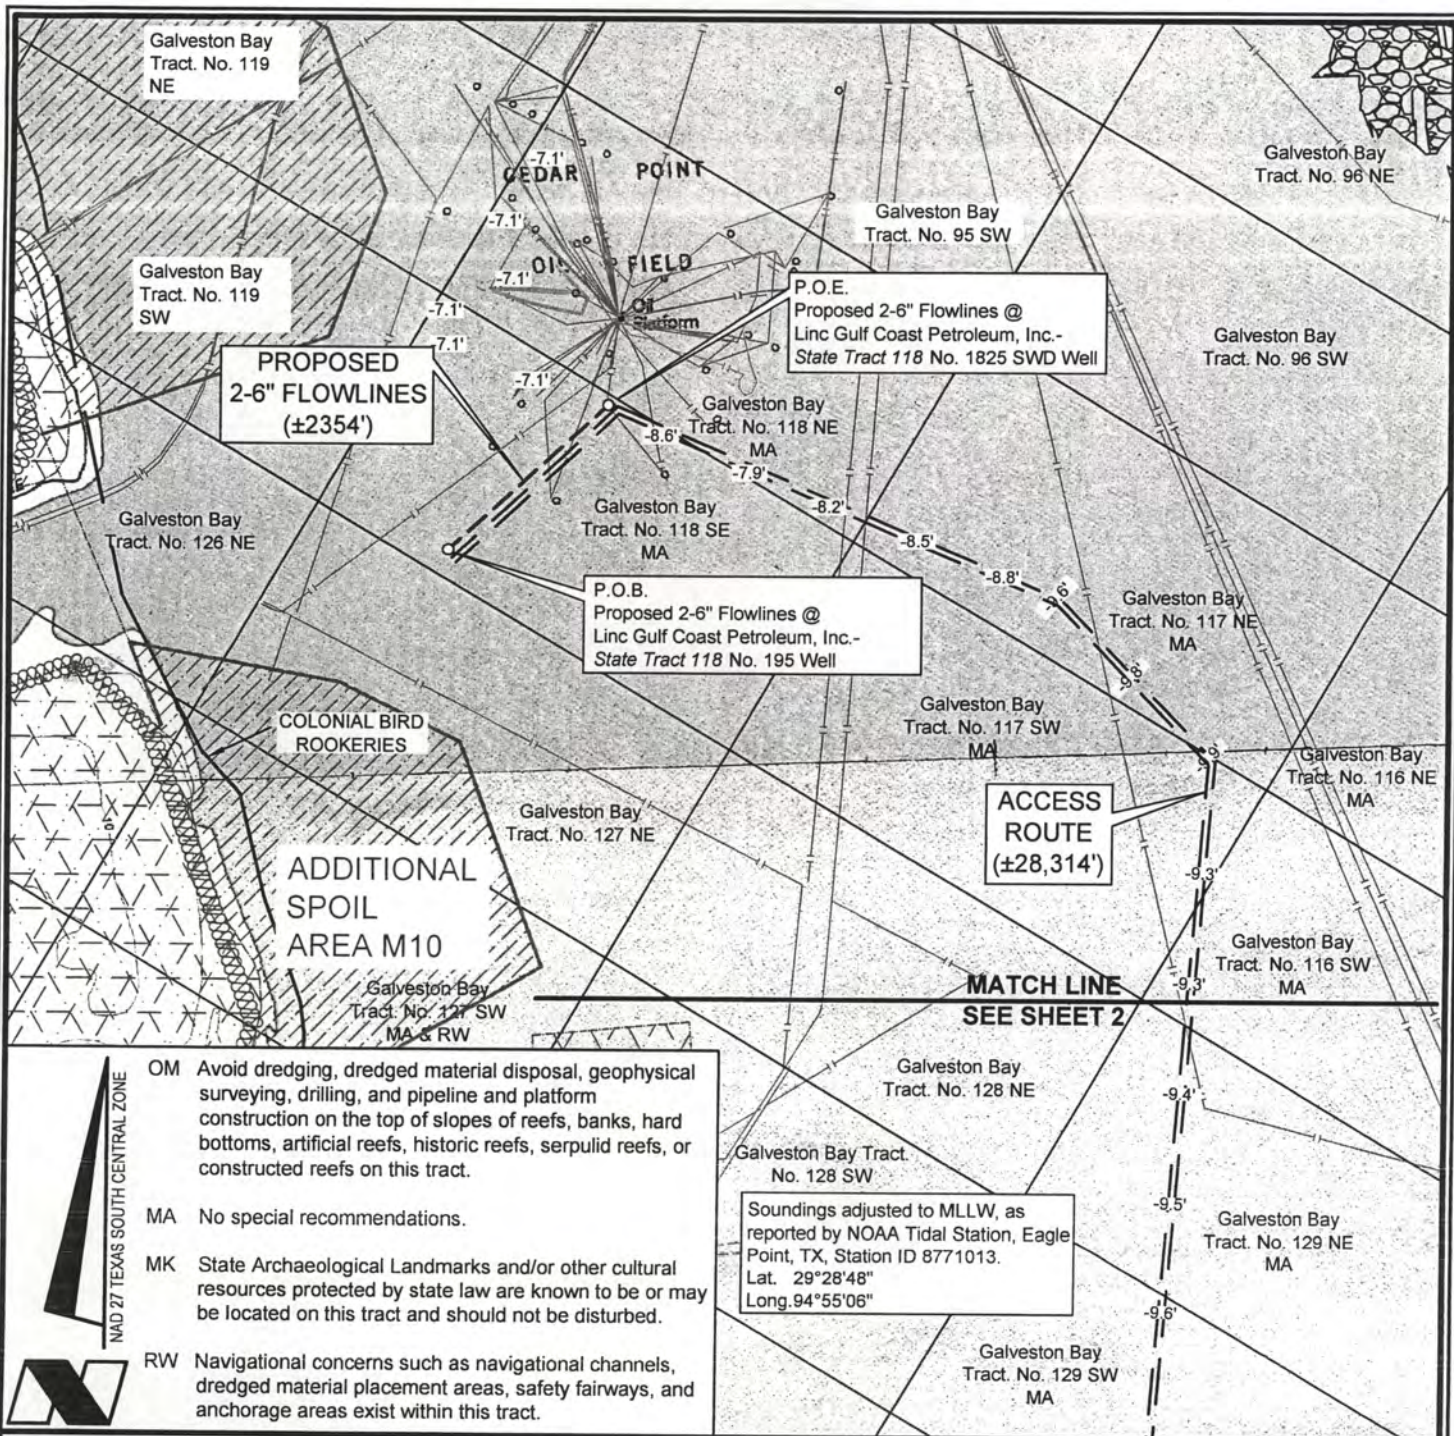 Galveston Bay
Tract. No. 119
NE
CEDAR POINT
OIL FIELD
Oil
Platform
-7.1'
-7.1'
-7.1'
-7.1'
-7.1'
-7.1'
Galveston Bay
Tract. No. 96 NE
Galveston Bay
Tract. No. 95 SW
Galveston Bay
Tract. No. 119
SW
P.O.E.
Proposed 2-6" Flowlines @
Linc Gulf Coast Petroleum, Inc.-
State Tract 118 No. 1825 SWD Well
Galveston Bay
Tract. No. 96 SW
PROPOSED
2-6" FLOWLINES
(±2354')
Galveston Bay
Tract. No. 118 NE
MA
-8.6'
-7.9'
-8.2'
-8.5'
-8.8'
-9.6'
-9.8'
Galveston Bay
Tract. No. 126 NE
Galveston Bay
Tract. No. 118 SE
MA
P.O.B.
Proposed 2-6" Flowlines @
Linc Gulf Coast Petroleum, Inc.-
State Tract 118 No. 195 Well
Galveston Bay
Tract. No. 117 NE
MA
COLONIAL BIRD
ROOKERIES
Galveston Bay
Tract. No. 117 SW
MA
Galveston Bay
Tract. No. 116 NE
MA
ACCESS
ROUTE
(±28,314')
Galveston Bay
Tract. No. 127 NE
ADDITIONAL
SPOIL
AREA M10
-9.3'
Galveston Bay
Tract. No. 116 SW
MA
-9.3'
Galveston Bay
Tract. No. 127 SW
MA & RW
MATCH LINE
SEE SHEET 2
Galveston Bay
Tract. No. 128 NE
-9.4'
Galveston Bay Tract.
No. 128 SW
-9.5'
Galveston Bay
Tract. No. 129 NE
MA
Soundings adjusted to MLLW, as
reported by NOAA Tidal Station, Eagle
Point, TX, Station ID 8771013.
Lat. 29°28'48"
Long.94°55'06"
-9.6'
Galveston Bay
Tract. No. 129 SW
MA
NAD 27 TEXAS SOUTH CENTRAL ZONE
OM Avoid dredging, dredged material disposal, geophysical
surveying, drilling, and pipeline and platform
construction on the top of slopes of reefs, banks, hard
bottoms, artificial reefs, historic reefs, serpulid reefs, or
constructed reefs on this tract.
MA No special recommendations.
MK State Archaeological Landmarks and/or other cultural
resources protected by state law are known to be or may
be located on this tract and should not be disturbed.
RW Navigational concerns such as navigational channels,
dredged material placement areas, safety fairways, and
anchorage areas exist within this tract.